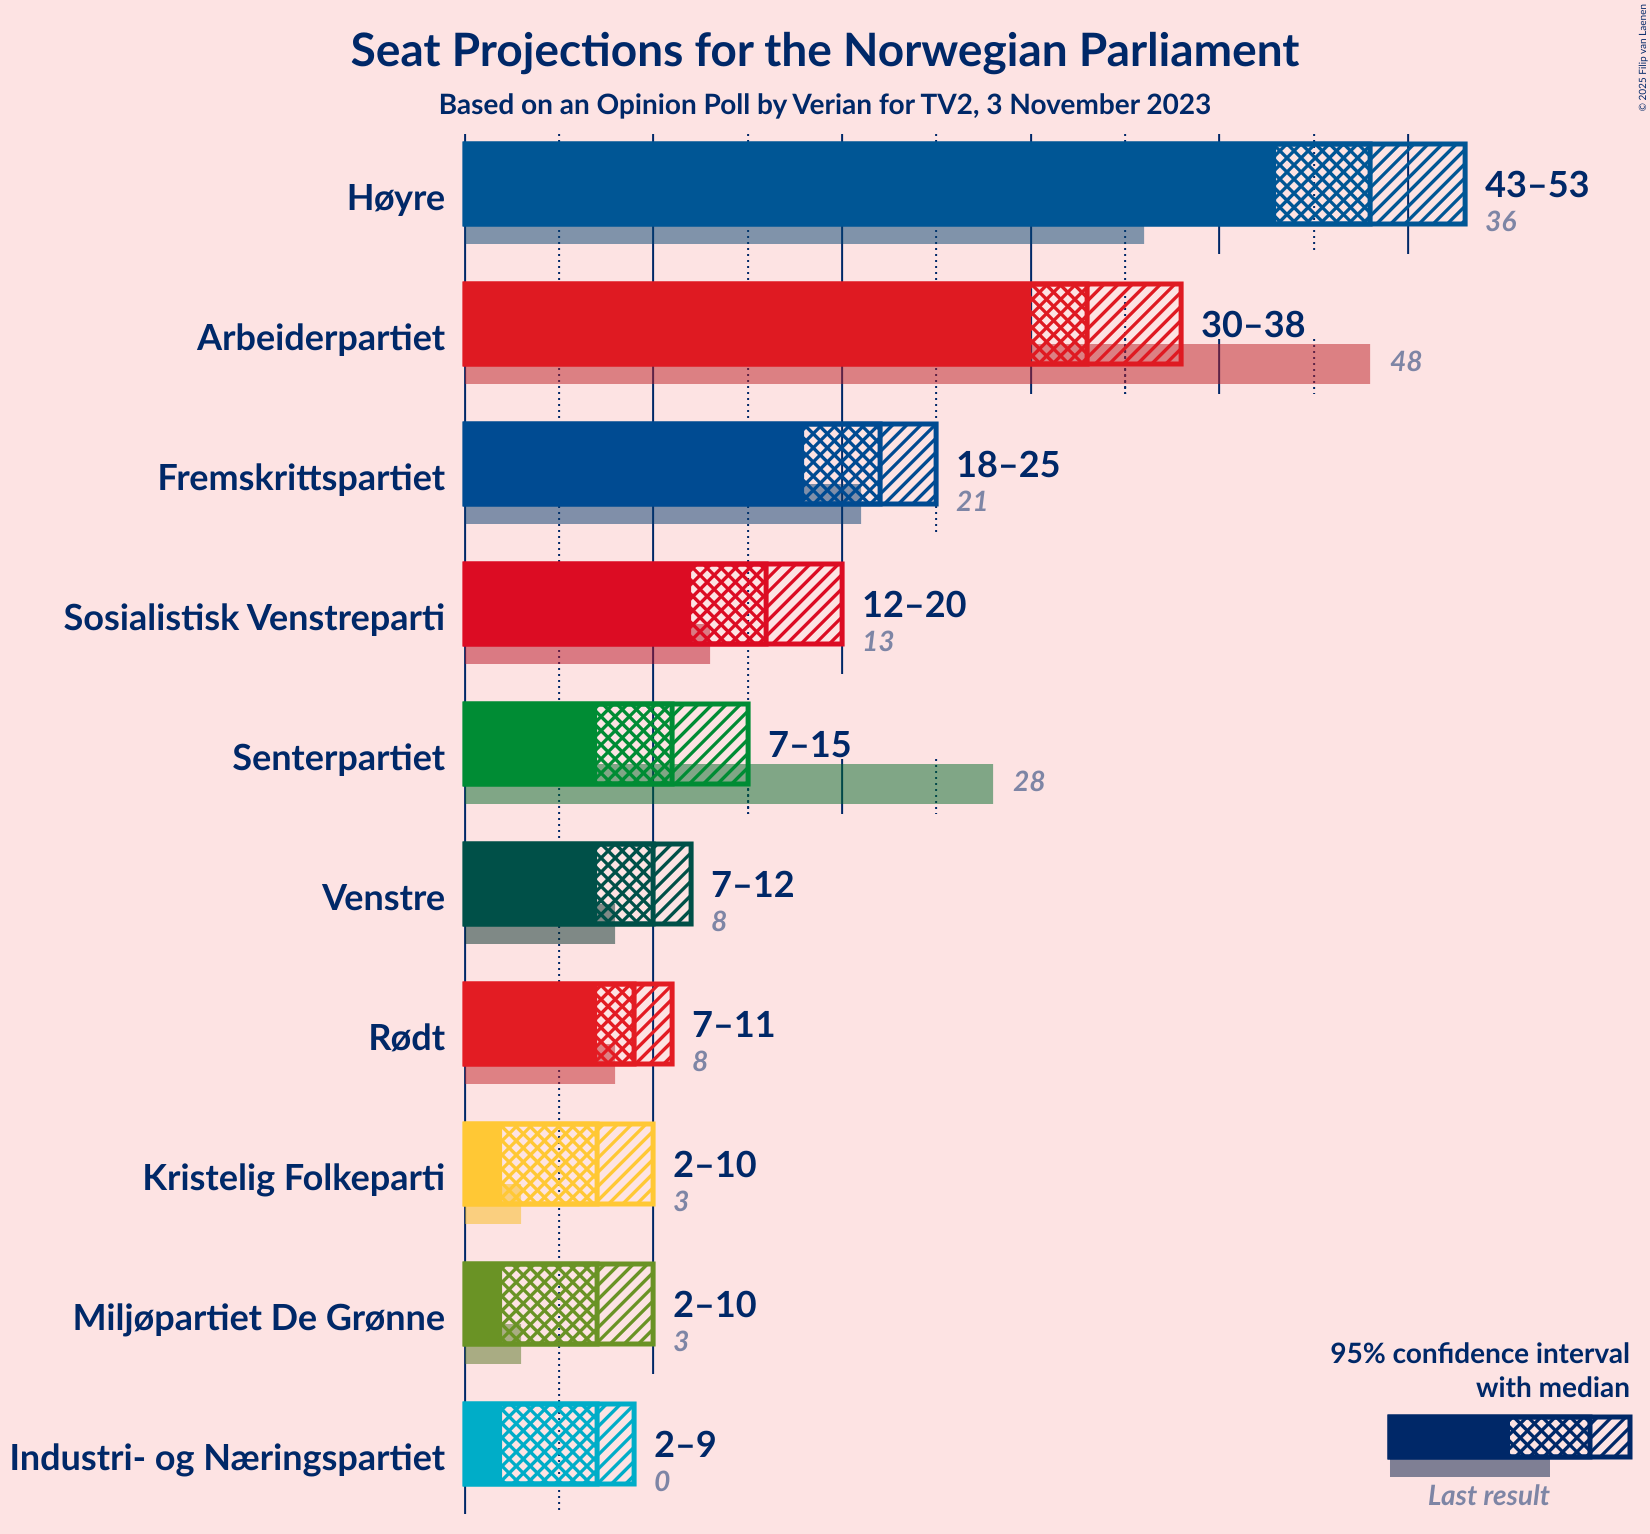 Seat Projections for the Norwegian Parliament
Based on an Opinion Poll by Verian for TV2, 3 November 2023
© 2025 Filip van Laenen
Høyre
43–53
36
Arbeiderpartiet
30–38
48
Fremskrittspartiet
18–25
21
Sosialistisk Venstreparti
12–20
13
Senterpartiet
7–15
28
Venstre
7–12
8
Rødt
7–11
8
Kristelig Folkeparti
2–10
3
Miljøpartiet De Grønne
2–10
3
Industri- og Næringspartiet
2–9
0
95% confidence interval
with median
Last result